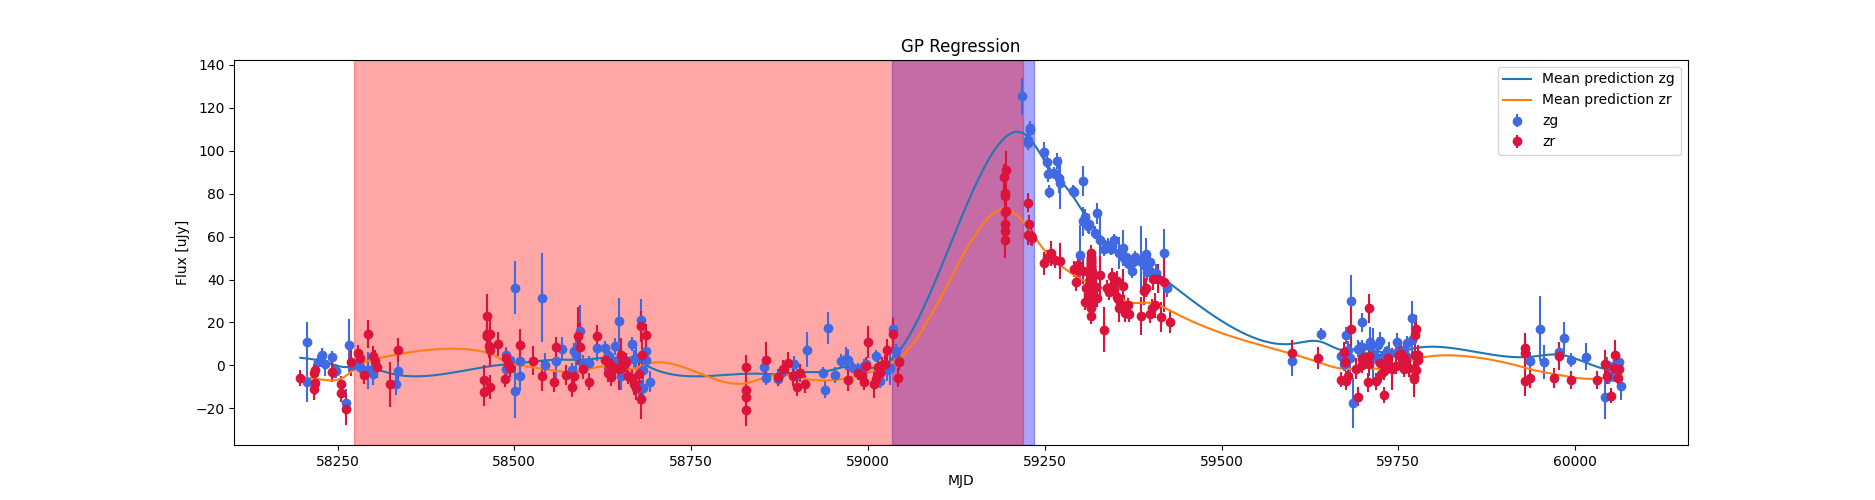 GP Regression
140
120
100
80
60
40
20
0
−20
Flux [uJy]
58250 58500 58750 59000 59250 59500 59750 60000
MJD
Mean prediction zg
Mean prediction zr
zg
zr